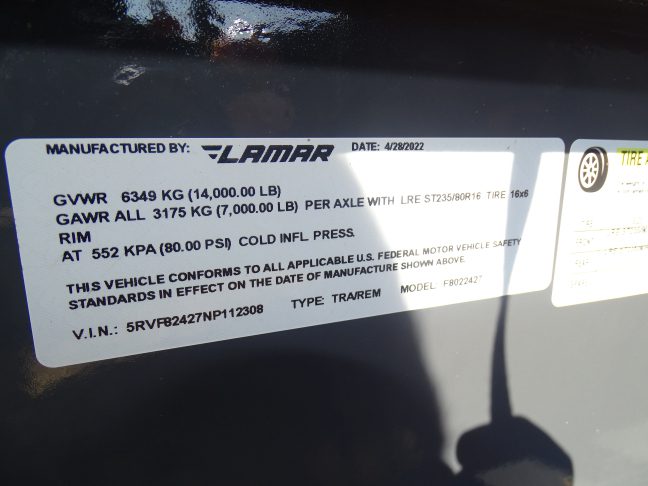 MANUFACTURED BY: LAMAR DATE: 4/28/2022
GVWR 6349 KG (14,000.00 LB)
GAWR ALL 3175 KG (7,000.00 LB) PER AXLE WITH LRE ST235/80R16 TIRE 16x6
RIM
AT 552 KPA (80.00 PSI) COLD INFL. PRESS.
THIS VEHICLE CONFORMS TO ALL APPLICABLE U.S. FEDERAL MOTOR VEHICLE SAFETY
STANDARDS IN EFFECT ON THE DATE OF MANUFACTURE SHOWN ABOVE.
V.I.N.: 5RVF82427NP112308 TYPE: TRA/REM MODEL: F802242
TIRE